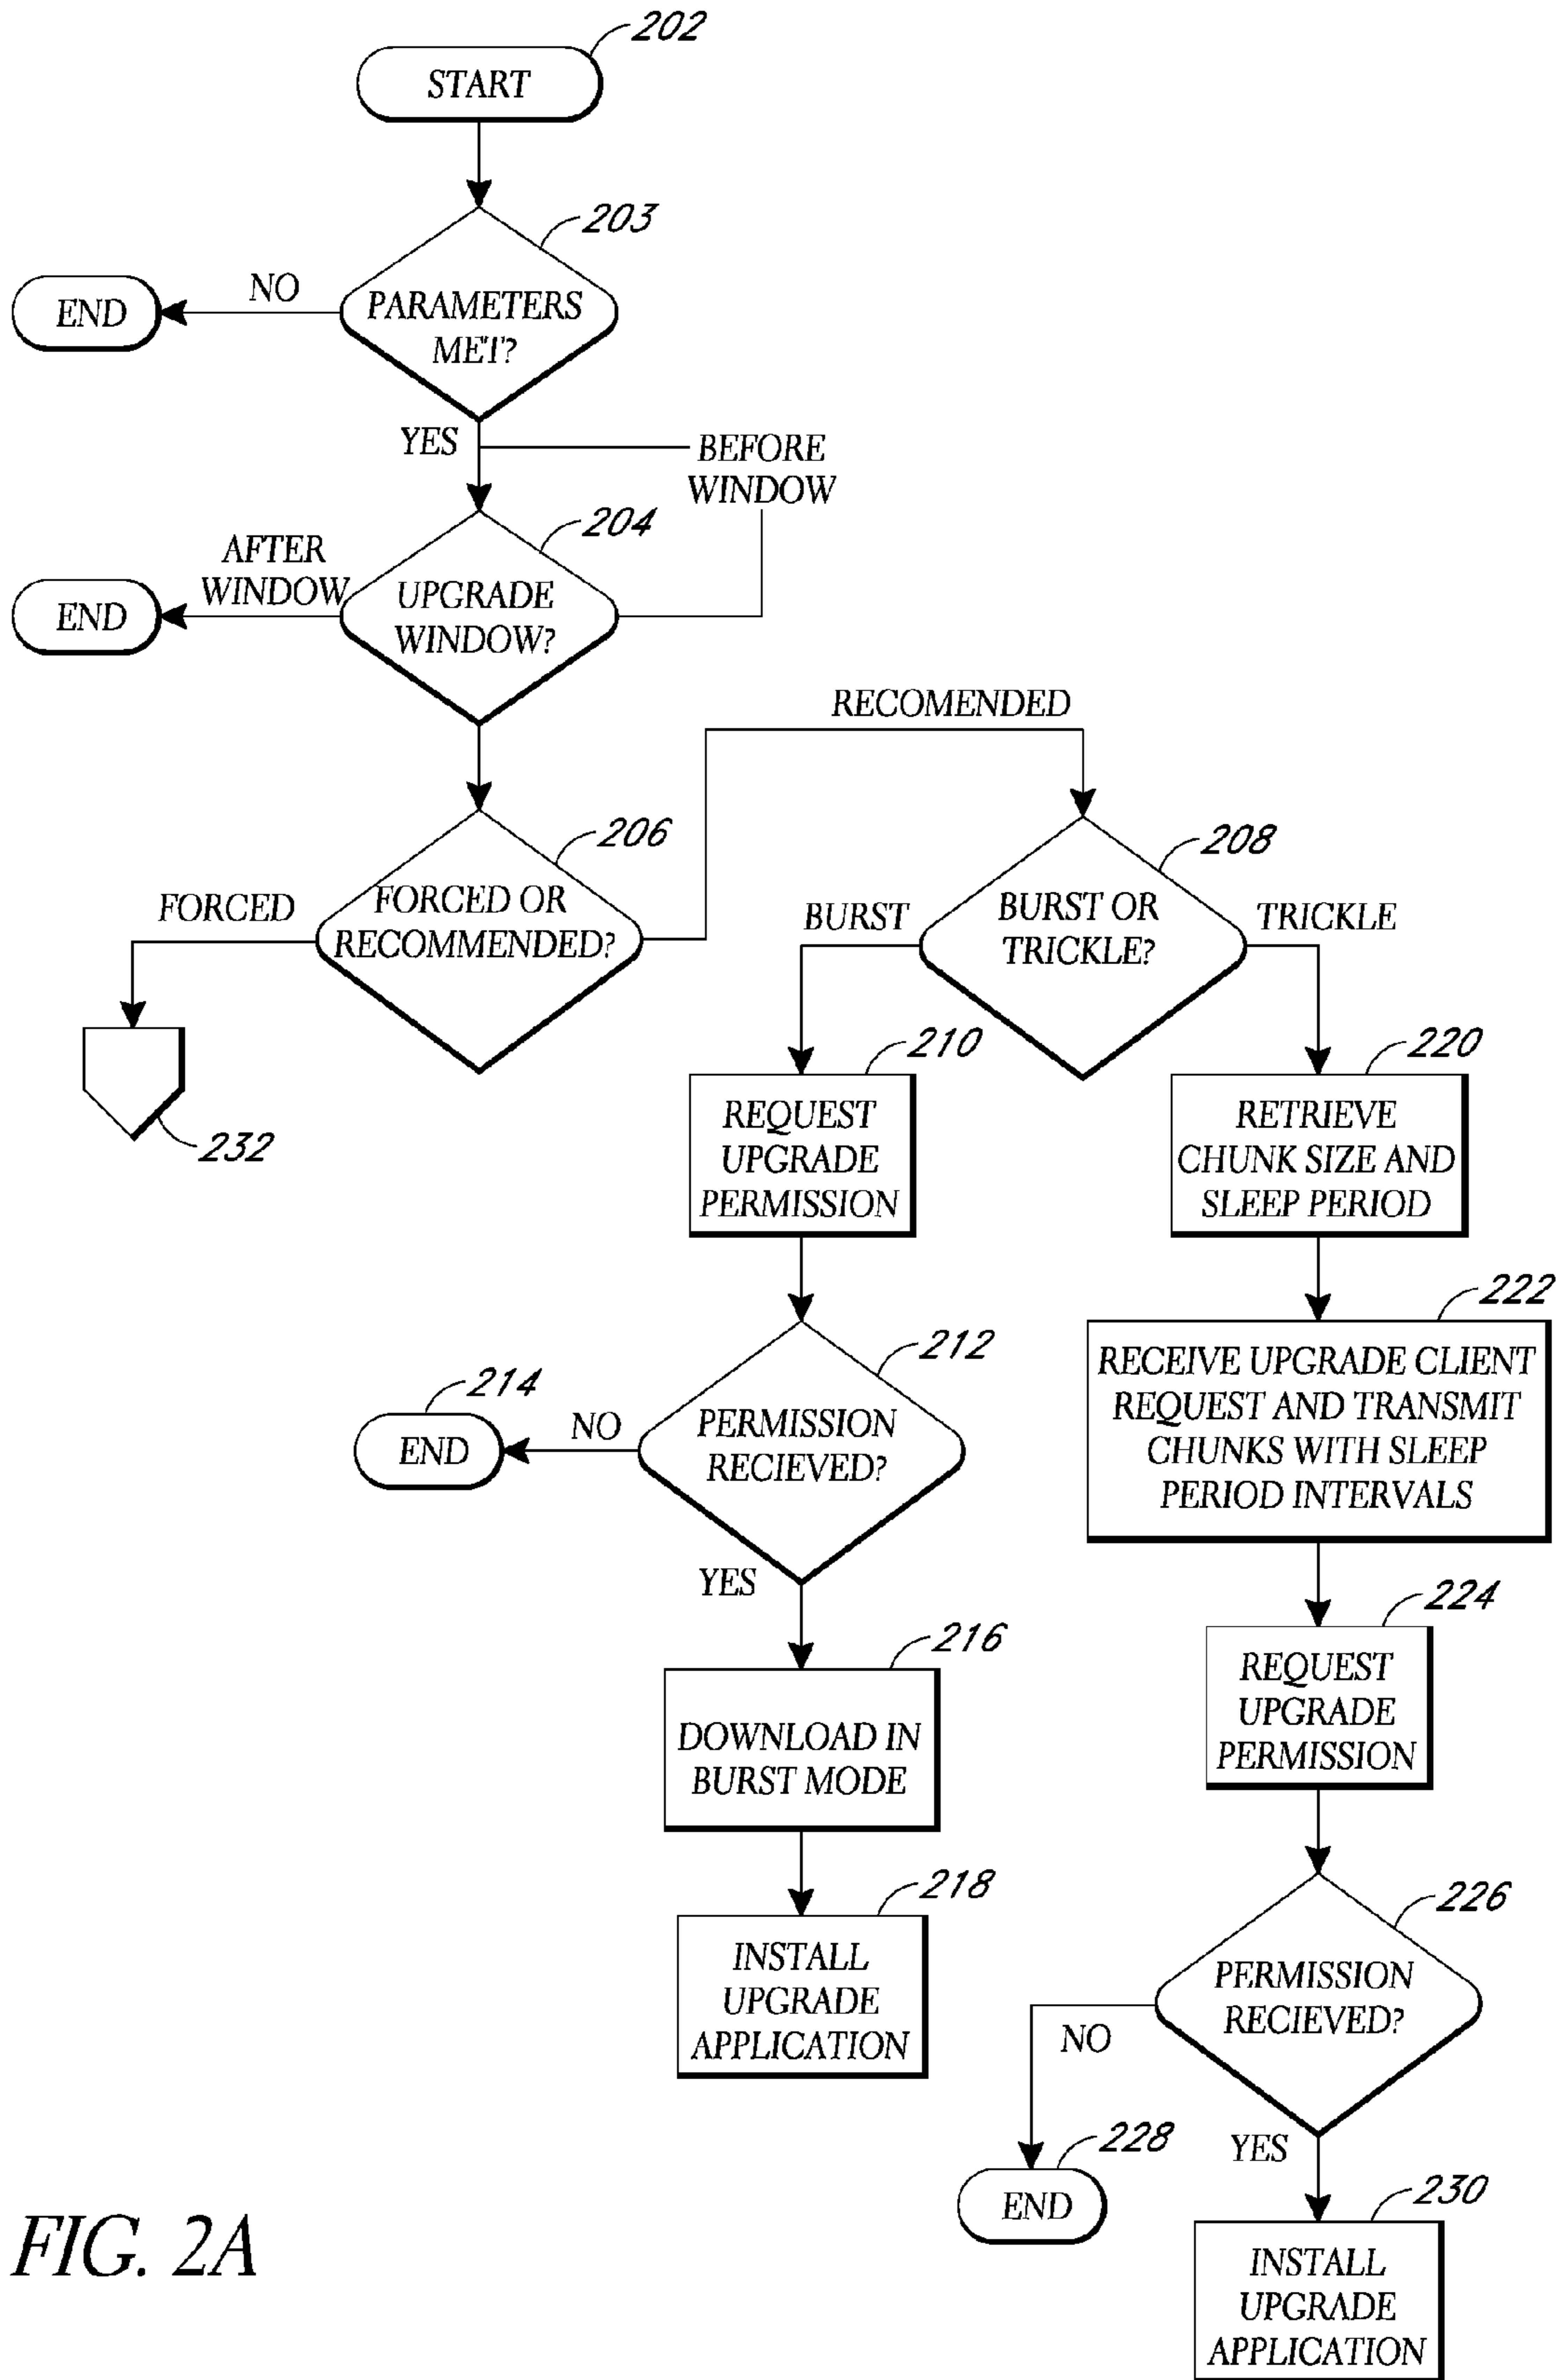 202
START
203
PARAMETERS
MET?
NO
END
YES
BEFORE
WINDOW
204
UPGRADE
WINDOW?
AFTER
WINDOW
END
RECOMENDED
206
FORCED OR
RECOMMENDED?
FORCED
232
208
BURST OR
TRICKLE?
BURST
TRICKLE
210
REQUEST
UPGRADE
PERMISSION
212
PERMISSION
RECIEVED?
NO
214
END
YES
216
DOWNLOAD IN
BURST MODE
218
INSTALL
UPGRADE
APPLICATION
220
RETRIEVE
CHUNK SIZE AND
SLEEP PERIOD
222
RECEIVE UPGRADE CLIENT
REQUEST AND TRANSMIT
CHUNKS WITH SLEEP
PERIOD INTERVALS
224
REQUEST
UPGRADE
PERMISSION
226
PERMISSION
RECIEVED?
NO
228
END
YES
230
INSTALL
UPGRADE
APPLICATION
FIG. 2A